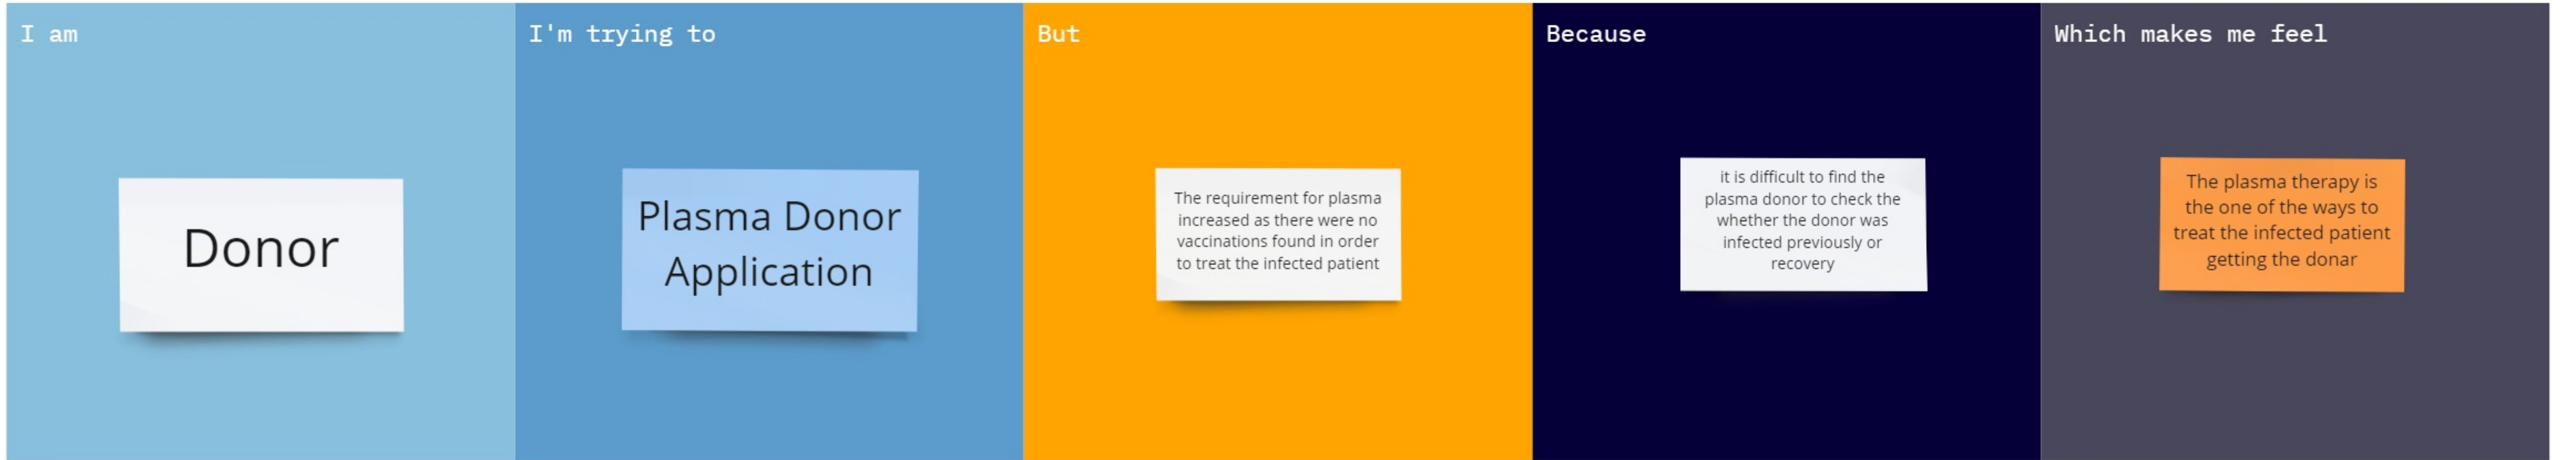 I am
Donor
I'm trying to
Plasma Donor
Application
But
The requirement for plasma
increased as there were no
vaccinations found in order
to treat the infected patient
Because
it is difficult to find the
plasma donor to check the
whether the donor was
infected previously or
recovery
Which makes me feel
The plasma therapy is
the one of the ways to
treat the infected patient
getting the donar